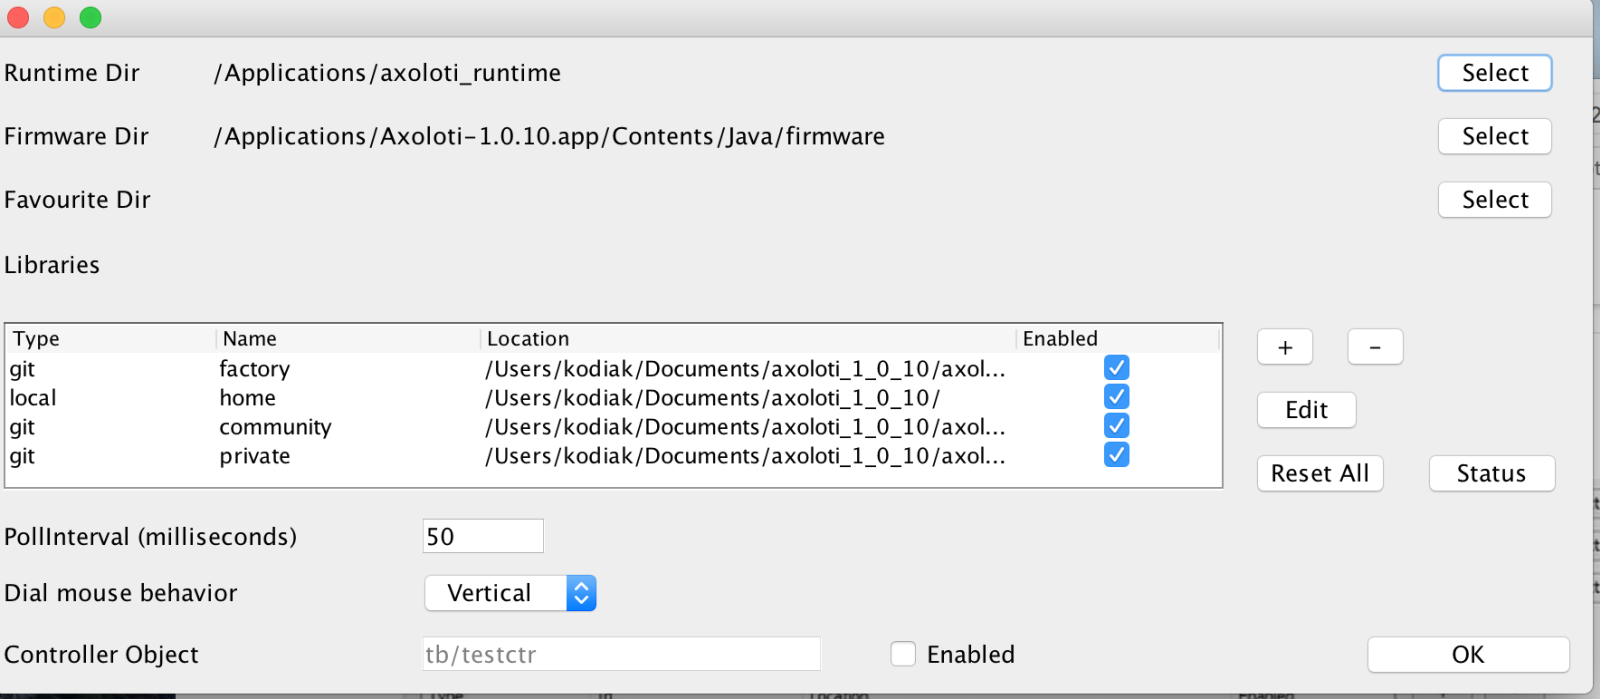 Runtime Dir /Applications/axoloti_runtime Select
Firmware Dir /Applications/Axoloti-1.0.10.app/Contents/Java/firmware Select
Favourite Dir Select
Libraries
Type Name Location Enabled
git factory /Users/kodiak/Documents/axoloti_1_0_10/axol...
local home /Users/kodiak/Documents/axoloti_1_0_10/
git community /Users/kodiak/Documents/axoloti_1_0_10/axol...
git private /Users/kodiak/Documents/axoloti_1_0_10/axol...
+ -
Edit
Reset All Status
PollInterval (milliseconds) 50
Dial mouse behavior Vertical
Controller Object tb/testctr Enabled OK